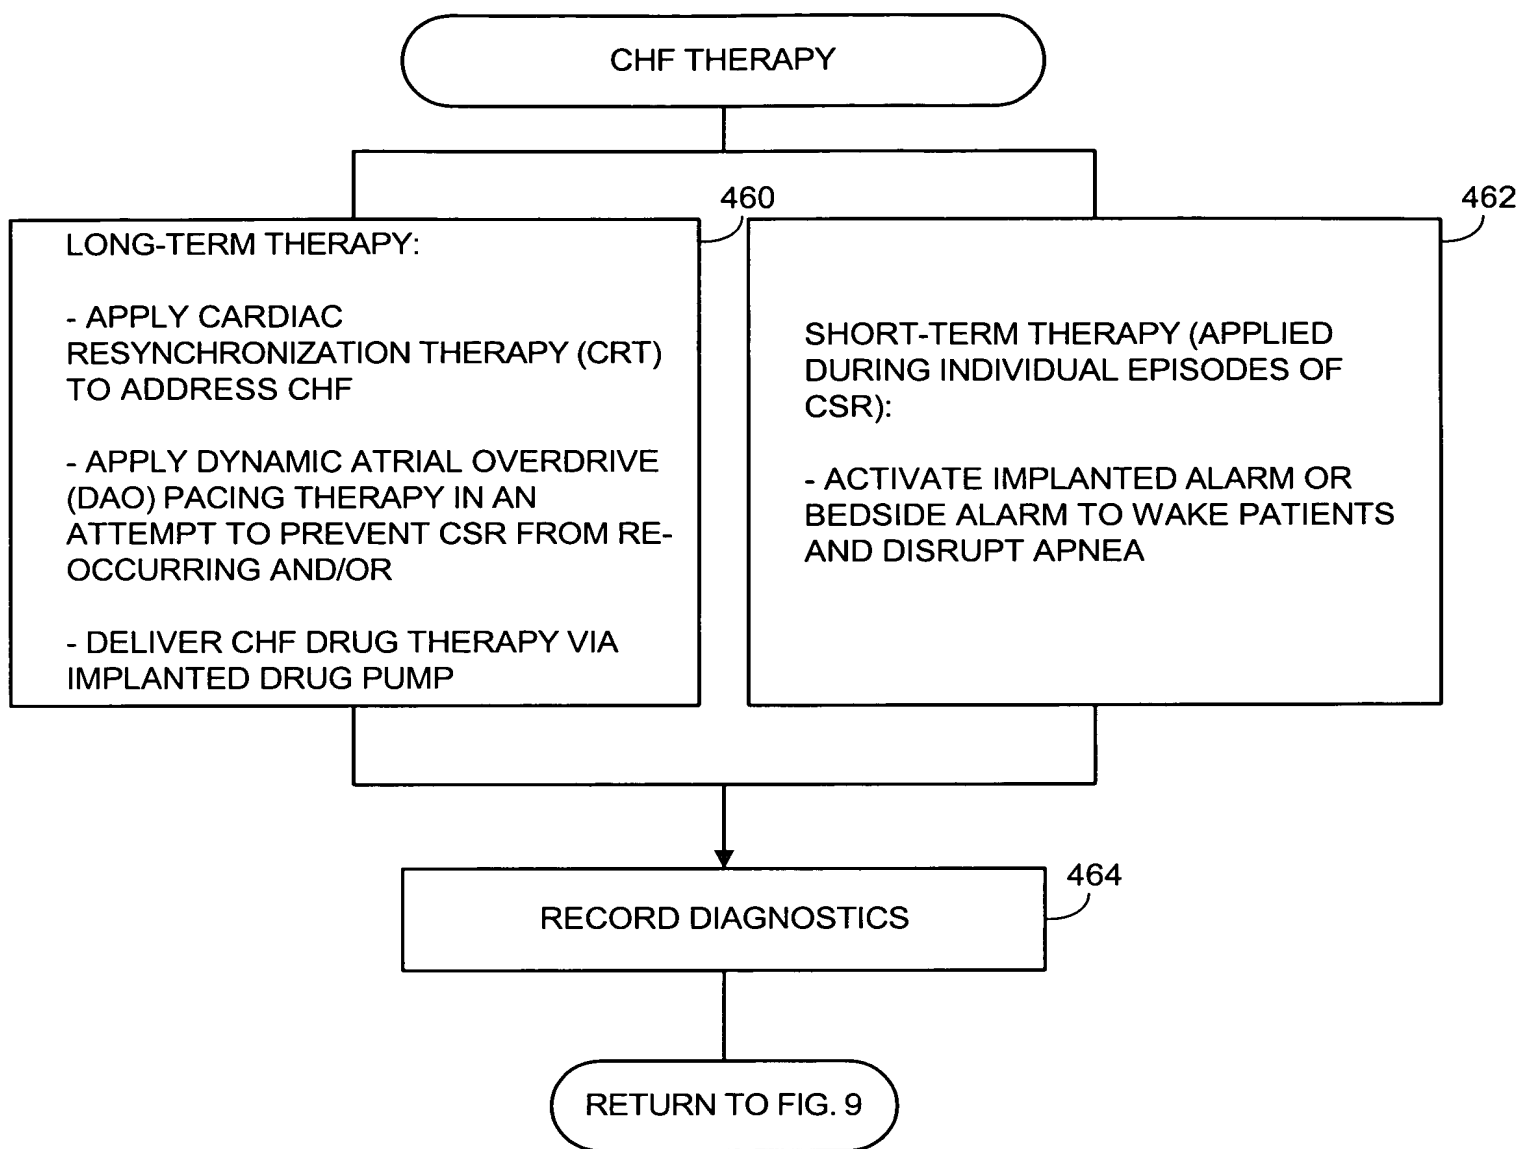 CHF THERAPY
460
LONG-TERM THERAPY:
- APPLY CARDIAC
RESYNCHRONIZATION THERAPY (CRT)
TO ADDRESS CHF
- APPLY DYNAMIC ATRIAL OVERDRIVE
(DAO) PACING THERAPY IN AN
ATTEMPT TO PREVENT CSR FROM RE-
OCCURRING AND/OR
- DELIVER CHF DRUG THERAPY VIA
IMPLANTED DRUG PUMP
462
SHORT-TERM THERAPY (APPLIED
DURING INDIVIDUAL EPISODES OF
CSR):
- ACTIVATE IMPLANTED ALARM OR
BEDSIDE ALARM TO WAKE PATIENTS
AND DISRUPT APNEA
464
RECORD DIAGNOSTICS
RETURN TO FIG. 9